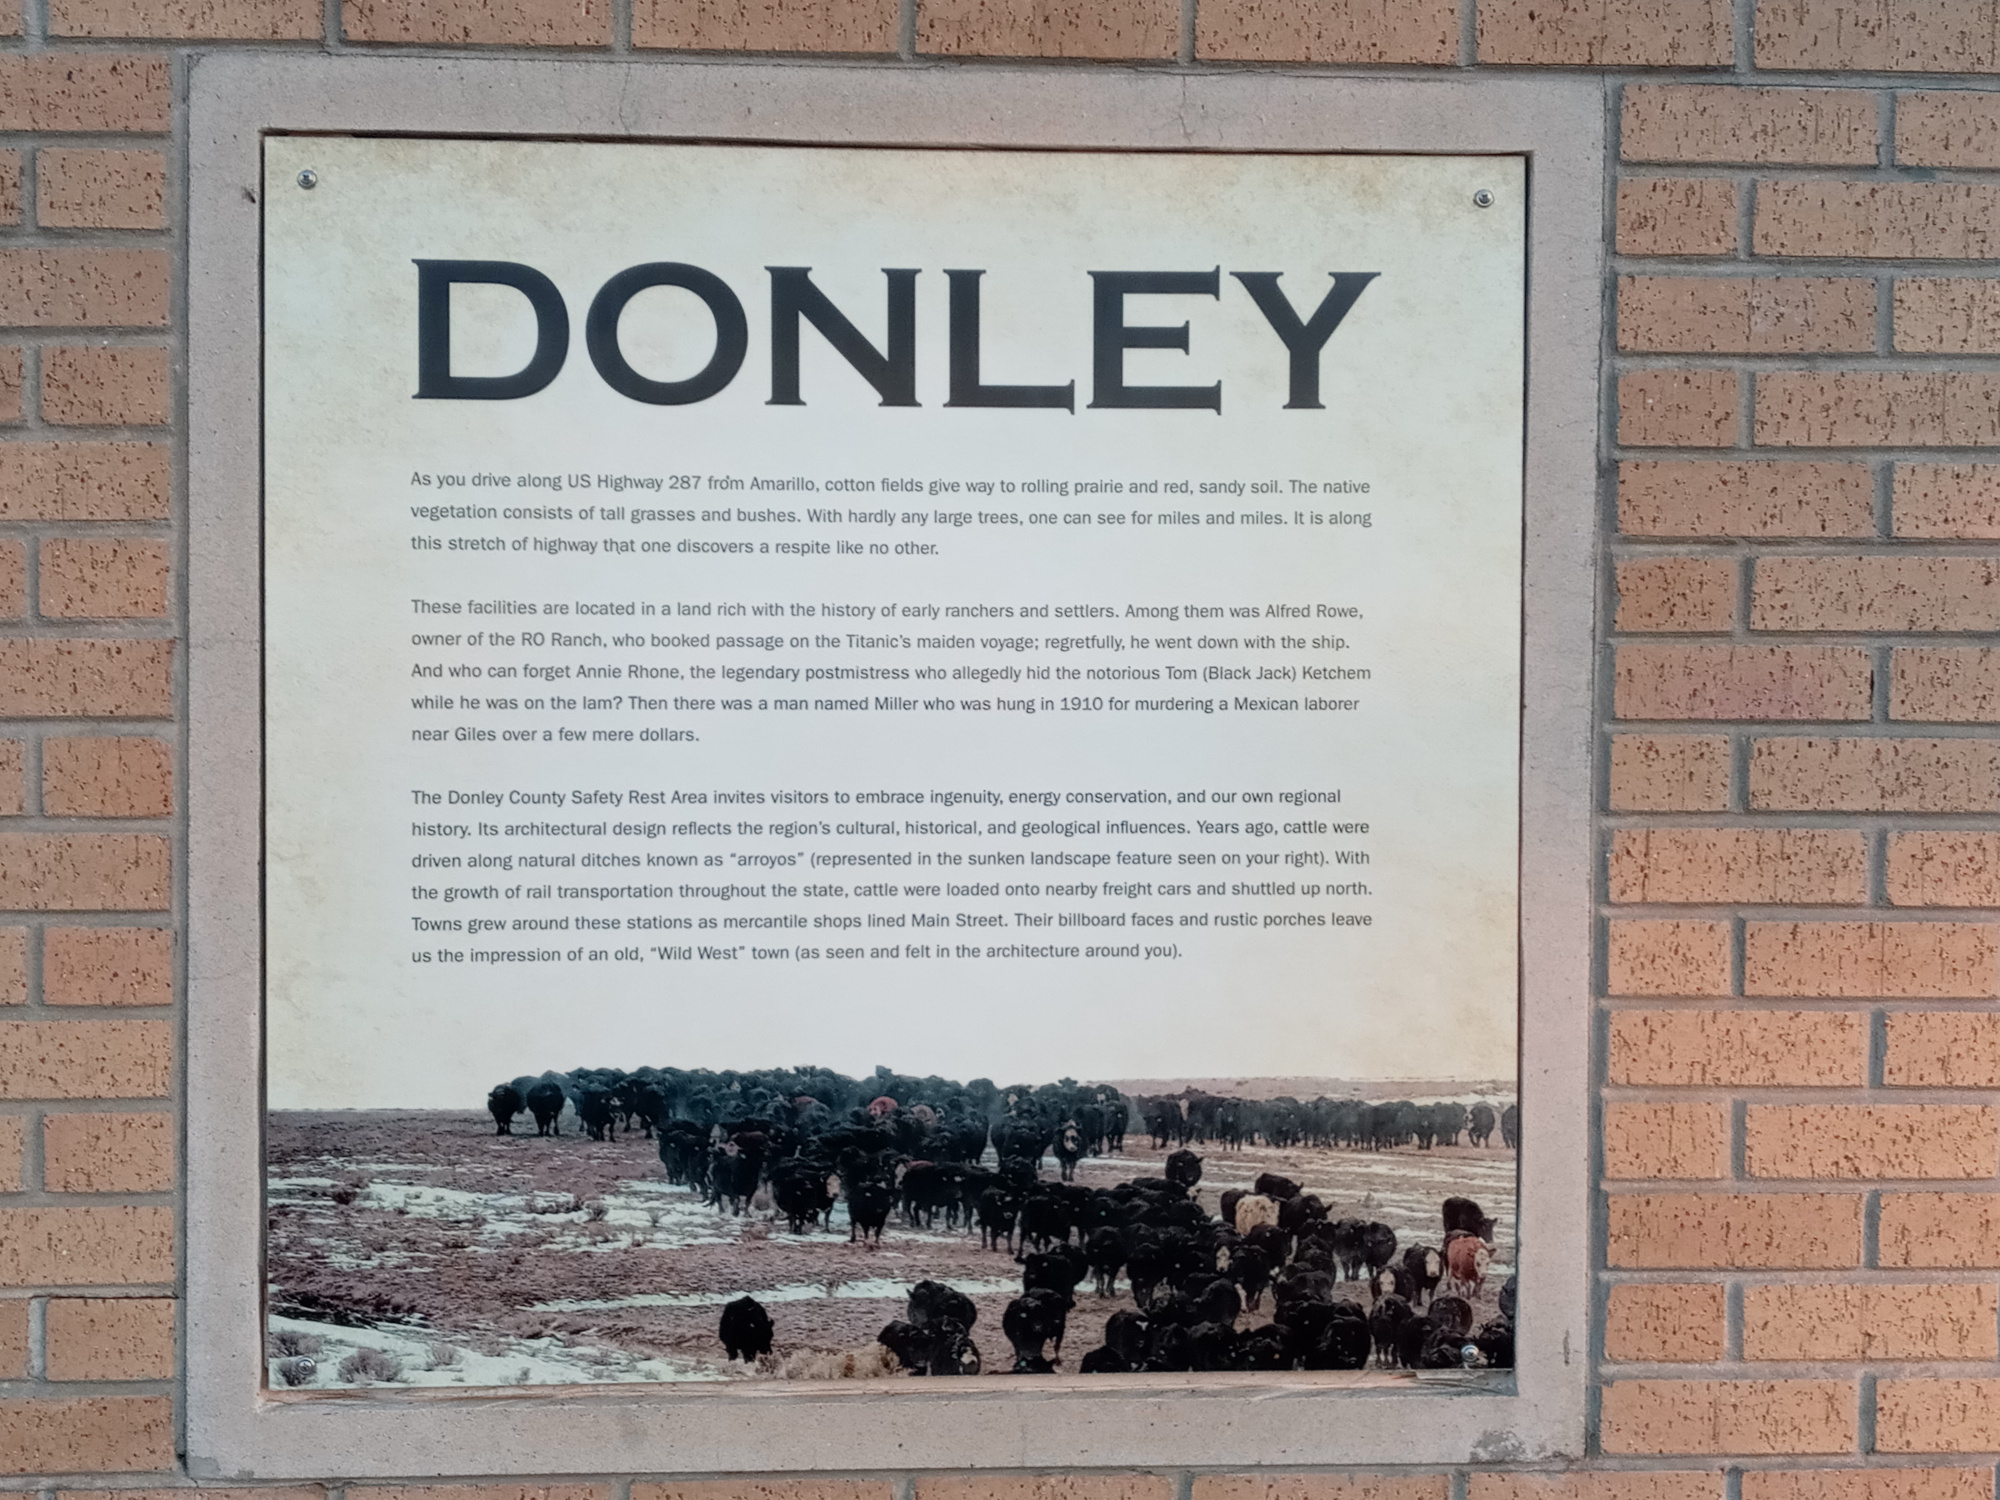 DONLEY
As you drive along US Highway 287 from Amarillo, cotton fields give way to rolling prairie and red, sandy soil. The native
vegetation consists of tall grasses and bushes. With hardly any large trees, one can see for miles and miles. It is along
this stretch of highway that one discovers a respite like no other.
These facilities are located in a land rich with the history of early ranchers and settlers. Among them was Alfred Rowe,
owner of the RO Ranch, who booked passage on the Titanic's maiden voyage; regretfully, he went down with the ship.
And who can forget Annie Rhone, the legendary postmistress who allegedly hid the notorious Tom (Black Jack) Ketchem
while he was on the lam? Then there was a man named Miller who was hung in 1910 for murdering a Mexican laborer
near Giles over a few mere dollars.
The Donley County Safety Rest Area invites visitors to embrace ingenuity, energy conservation, and our own regional
history. Its architectural design reflects the region's cultural, historical, and geological influences. Years ago, cattle were
driven along natural ditches known as “arroyos” (represented in the sunken landscape feature seen on your right). With
the growth of rail transportation throughout the state, cattle were loaded onto nearby freight cars and shuttled up north.
Towns grew around these stations as mercantile shops lined Main Street. Their billboard faces and rustic porches leave
us the impression of an old, “Wild West” town (as seen and felt in the architecture around you).